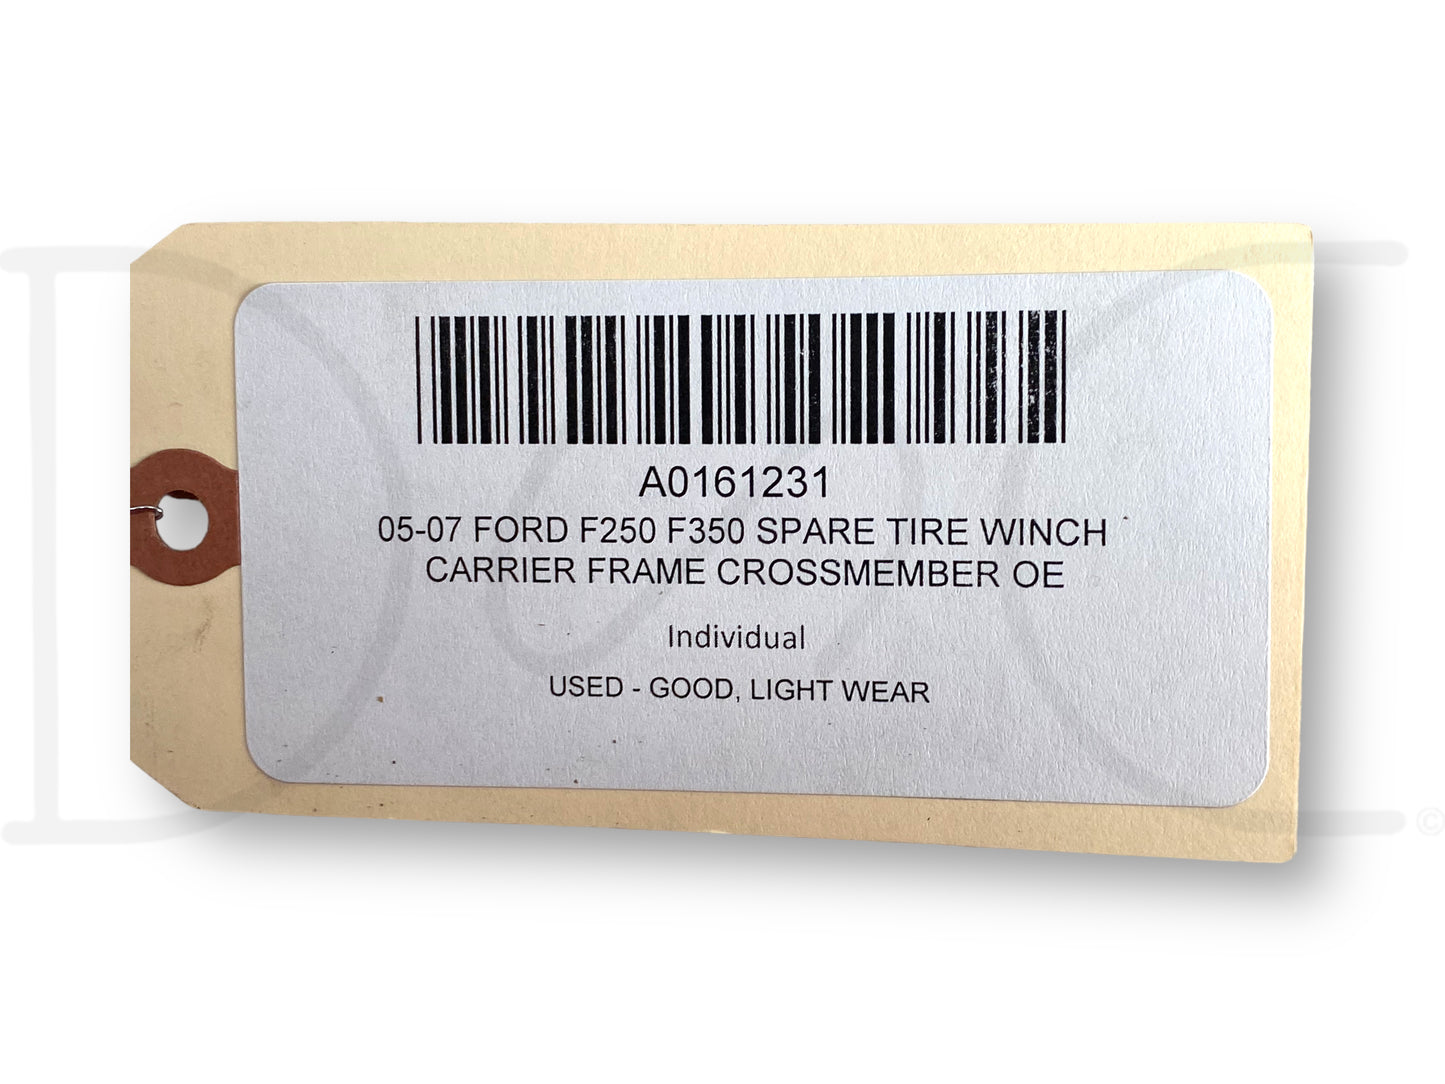 A0161231
05-07 FORD F250 F350 SPARE TIRE WINCH
CARRIER FRAME CROSSMEMBER OE
Individual
USED - GOOD, LIGHT WEAR
©